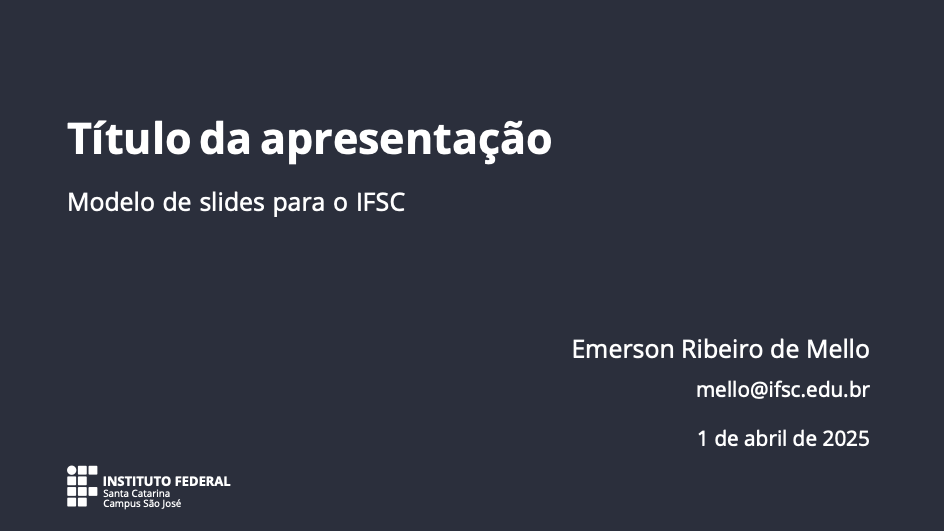 Título da apresentação
Modelo de slides para o IFSC
Emerson Ribeiro de Mello
mello@ifsc.edu.br
1 de abril de 2025
INSTITUTO FEDERAL
Santa Catarina
Campus São José